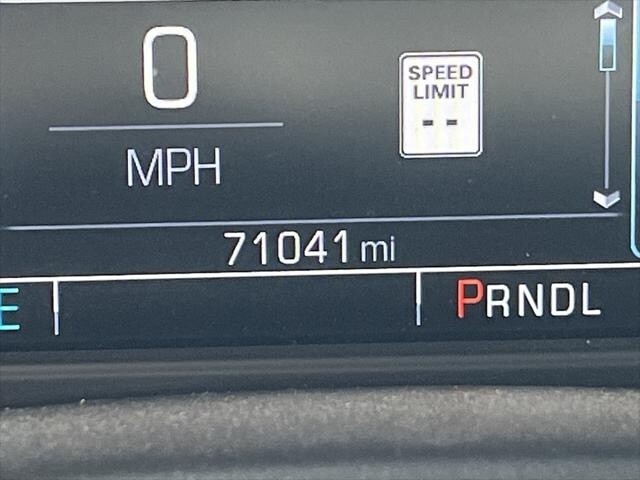 0
MPH
SPEED
LIMIT
--
71041 mi
E
PRNDL